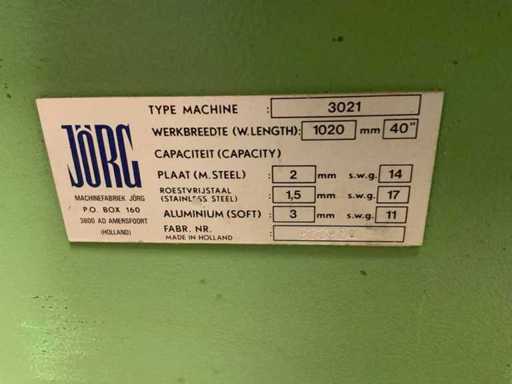 JÖRG
MACHINEFABRIEK JÖRG
P.O. BOX 160
3800 AD AMERSFOORT
(HOLLAND)
TYPE MACHINE : 3021
WERKBREEDTE (W.LENGTH): 1020 mm 40"
CAPACITEIT (CAPACITY)
PLAAT (M.STEEL) : 2 mm s.w.g. 14
ROESTVRIJSTAAL
(STAINLESS STEEL) : 1,5 mm s.w.g. 17
ALUMINIUM (SOFT) : 3 mm s.w.g. 11
FABR. NR.
MADE IN HOLLAND :